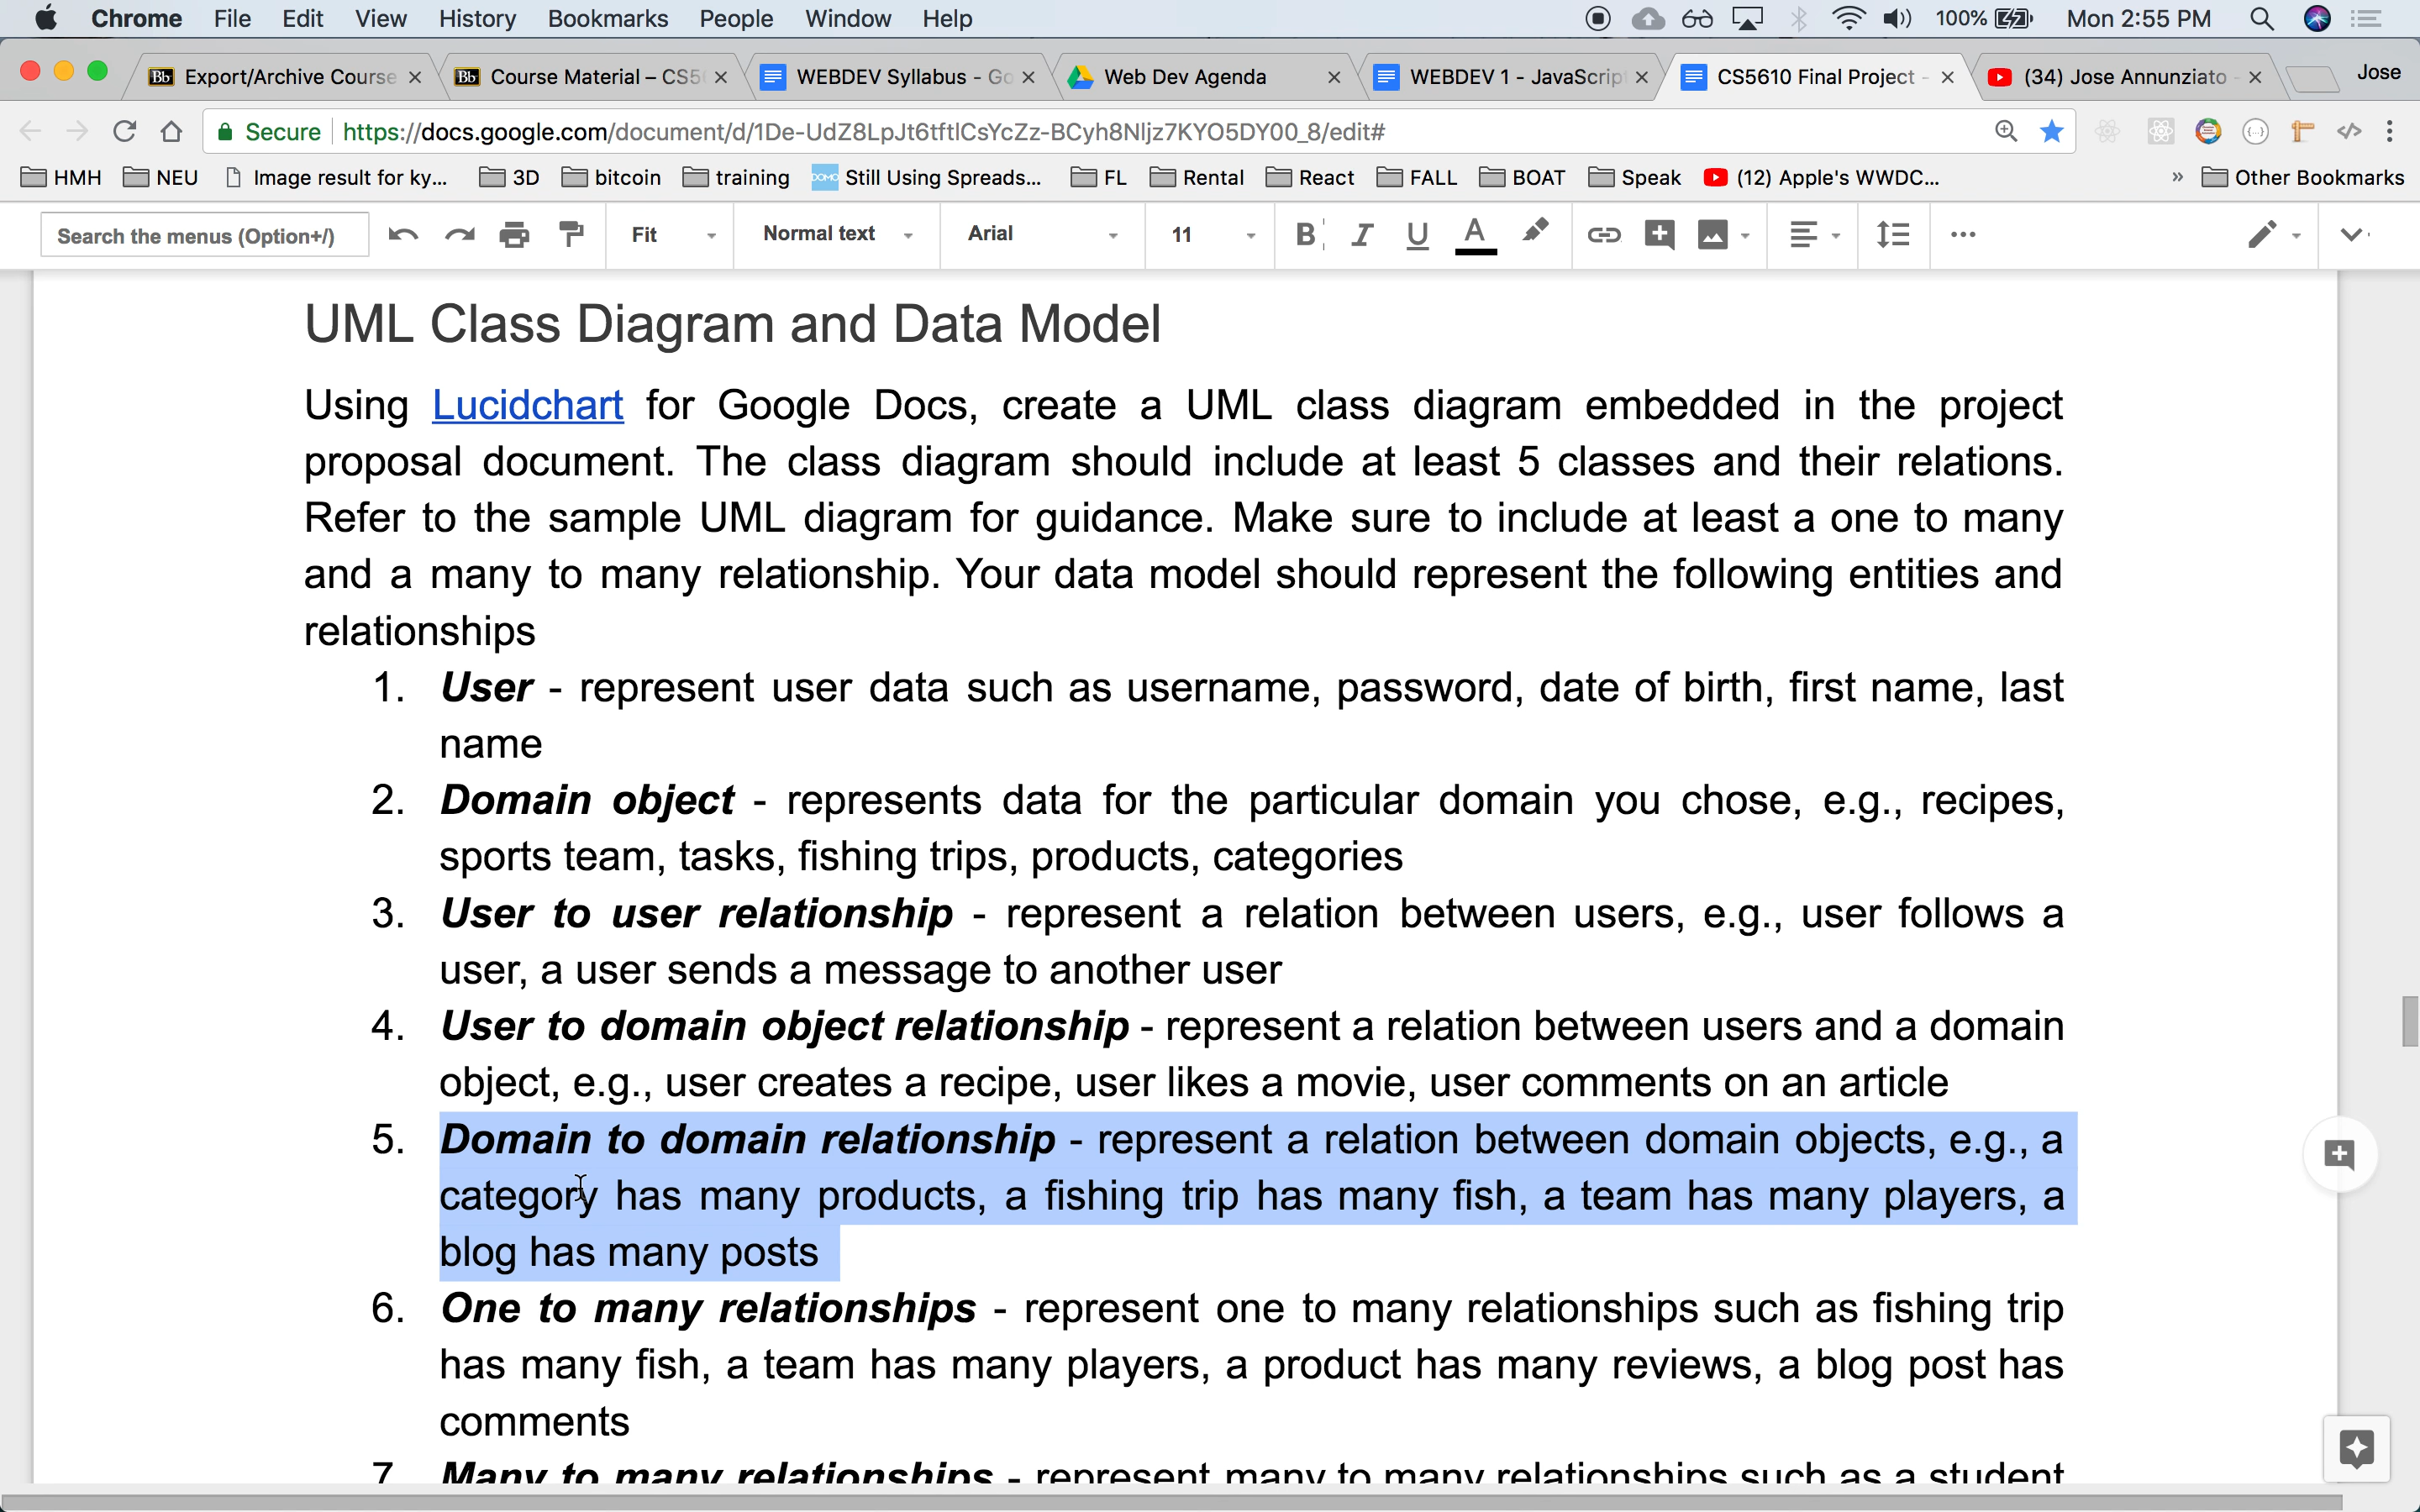 Chrome File Edit View History Bookmarks People Window Help 100% Mon 2:55 PM
Export/Archive Course Course Material – CS5 WEBDEV Syllabus - Go Web Dev Agenda WEBDEV 1 - JavaScrip CS5610 Final Project - (34) Jose Annunziato - Jose
Secure https://docs.google.com/document/d/1De-UdZ8LpJt6tftlCsYcZz-BCyh8Nljz7KYO5DY00_8/edit#
HMH NEU Image result for ky... 3D bitcoin training DOMO Still Using Spreads... FL Rental React FALL BOAT Speak (12) Apple's WWDC... » Other Bookmarks
Search the menus (Option+/) Fit Normal text Arial 11 B I U A
UML Class Diagram and Data Model
Using Lucidchart for Google Docs, create a UML class diagram embedded in the project
proposal document. The class diagram should include at least 5 classes and their relations.
Refer to the sample UML diagram for guidance. Make sure to include at least a one to many
and a many to many relationship. Your data model should represent the following entities and
relationships
1. User - represent user data such as username, password, date of birth, first name, last
name
2. Domain object - represents data for the particular domain you chose, e.g., recipes,
sports team, tasks, fishing trips, products, categories
3. User to user relationship - represent a relation between users, e.g., user follows a
user, a user sends a message to another user
4. User to domain object relationship - represent a relation between users and a domain
object, e.g., user creates a recipe, user likes a movie, user comments on an article
5. Domain to domain relationship - represent a relation between domain objects, e.g., a
category has many products, a fishing trip has many fish, a team has many players, a
blog has many posts
6. One to many relationships - represent one to many relationships such as fishing trip
has many fish, a team has many players, a product has many reviews, a blog post has
comments
7. Many to many relationships - represent many to many relationships such as a student